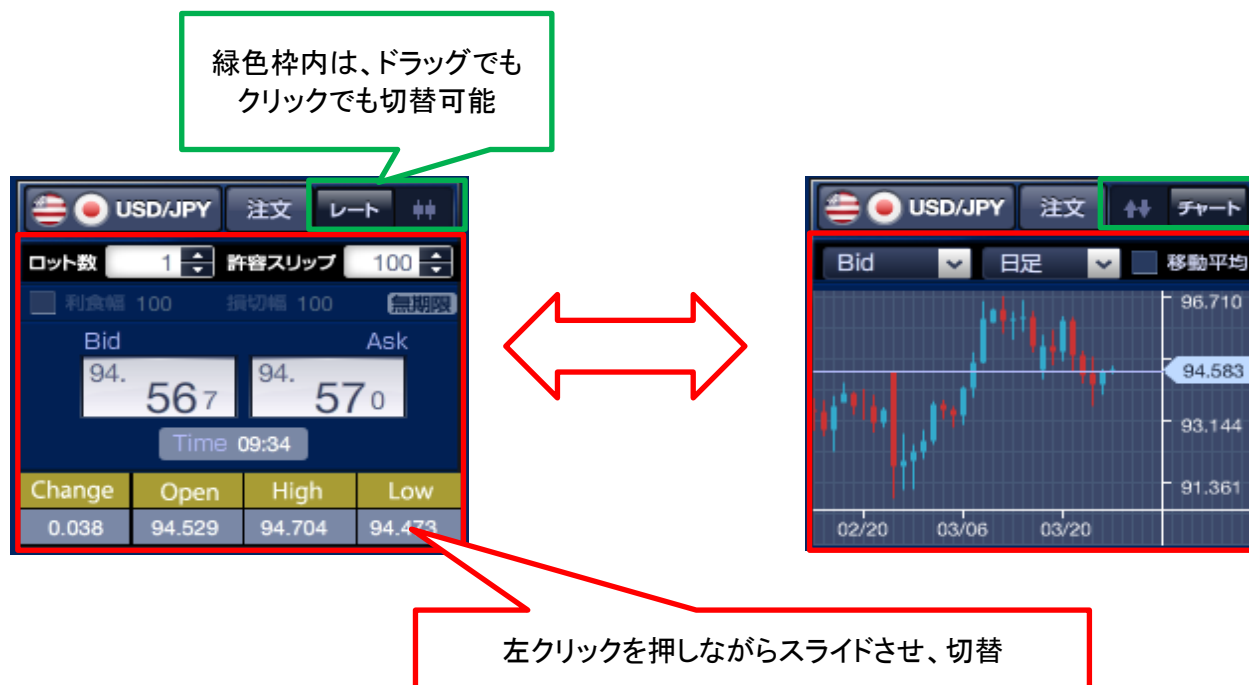 緑色枠内は、ドラッグでも
クリックでも切替可能
USD/JPY 注文 レート
ロット数 1 許容スリップ 100
利食幅 100 損切幅 100 無期限
Bid Ask
94. 567 94. 570
Time 09:34
Change Open High Low
0.038 94.529 94.704 94.473
USD/JPY 注文 チャート
Bid 日足 移動平均
96.710
94.583
93.144
91.361
02/20 03/06 03/20
左クリックを押しながらスライドさせ、切替